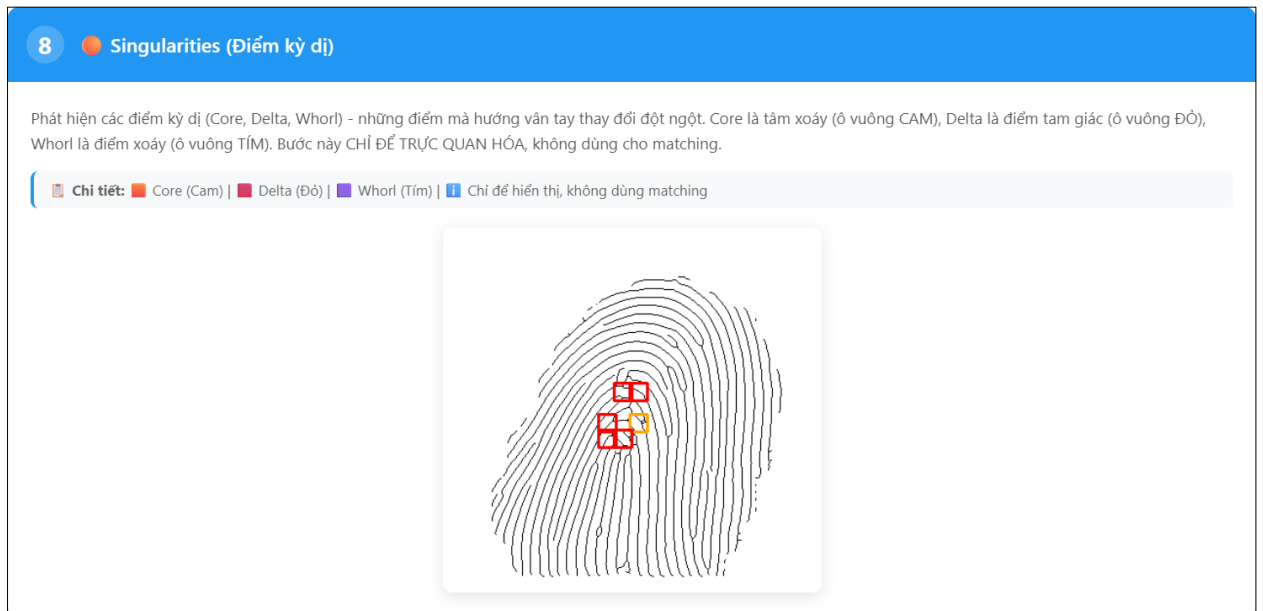 8 Singularities (Điểm kỳ dị)
Phát hiện các điểm kỳ dị (Core, Delta, Whorl) - những điểm mà hướng vân tay thay đổi đột ngột. Core là tâm xoáy (ô vuông CAM), Delta là điểm tam giác (ô vuông ĐỎ),
Whorl là điểm xoáy (ô vuông TÍM). Bước này CHỈ ĐỂ TRỰC QUAN HÓA, không dùng cho matching.
Chi tiết: Core (Cam) | Delta (Đỏ) | Whorl (Tím) | ℹ️ Chỉ để hiển thị, không dùng matching